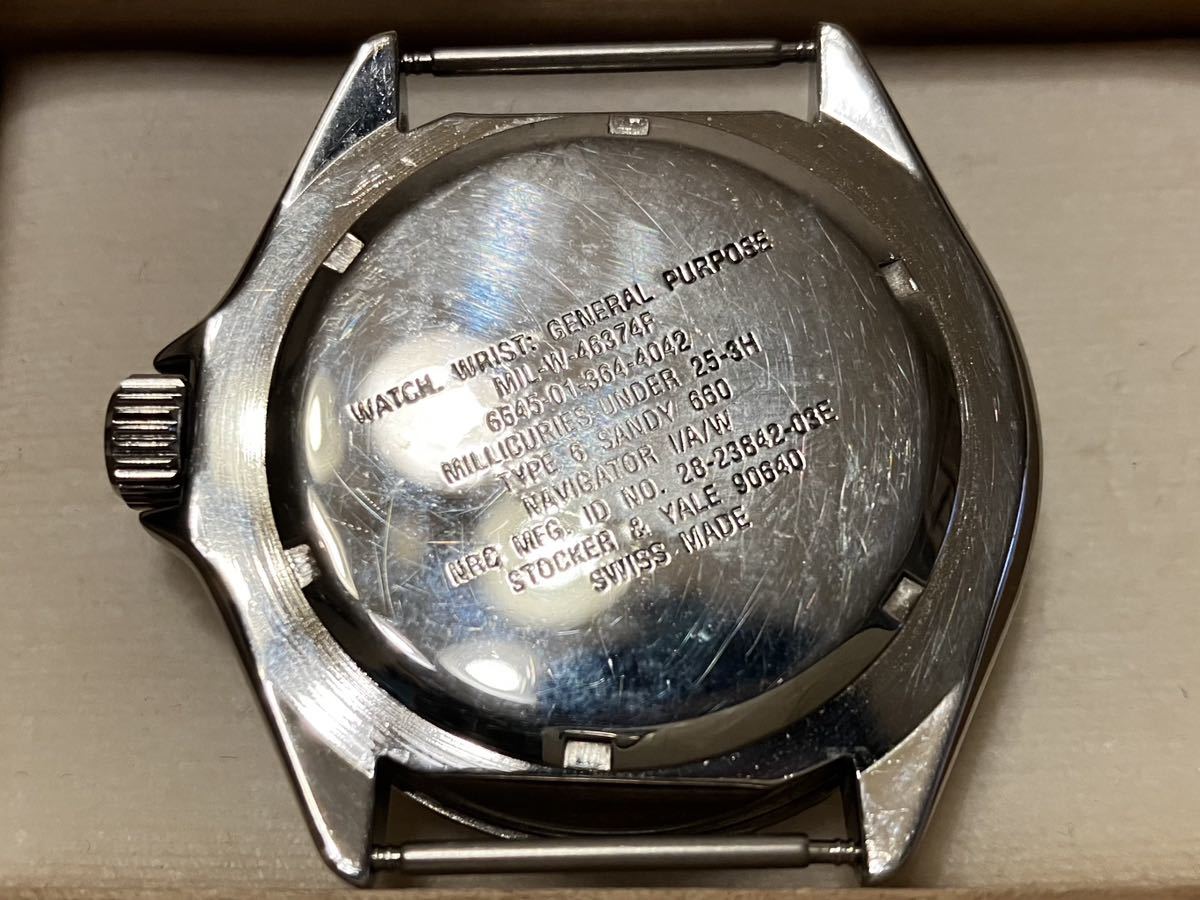 WATCH, WRIST: GENERAL PURPOSE
MIL-W-46374F
6645-01-364-4042
MILLICURIES UNDER 25-3H
TYPE 6 SANDY 660
NAVIGATOR I/A/W
NRC MFG. ID NO. 28-23842-03E
STOCKER & YALE 90640
SWISS MADE